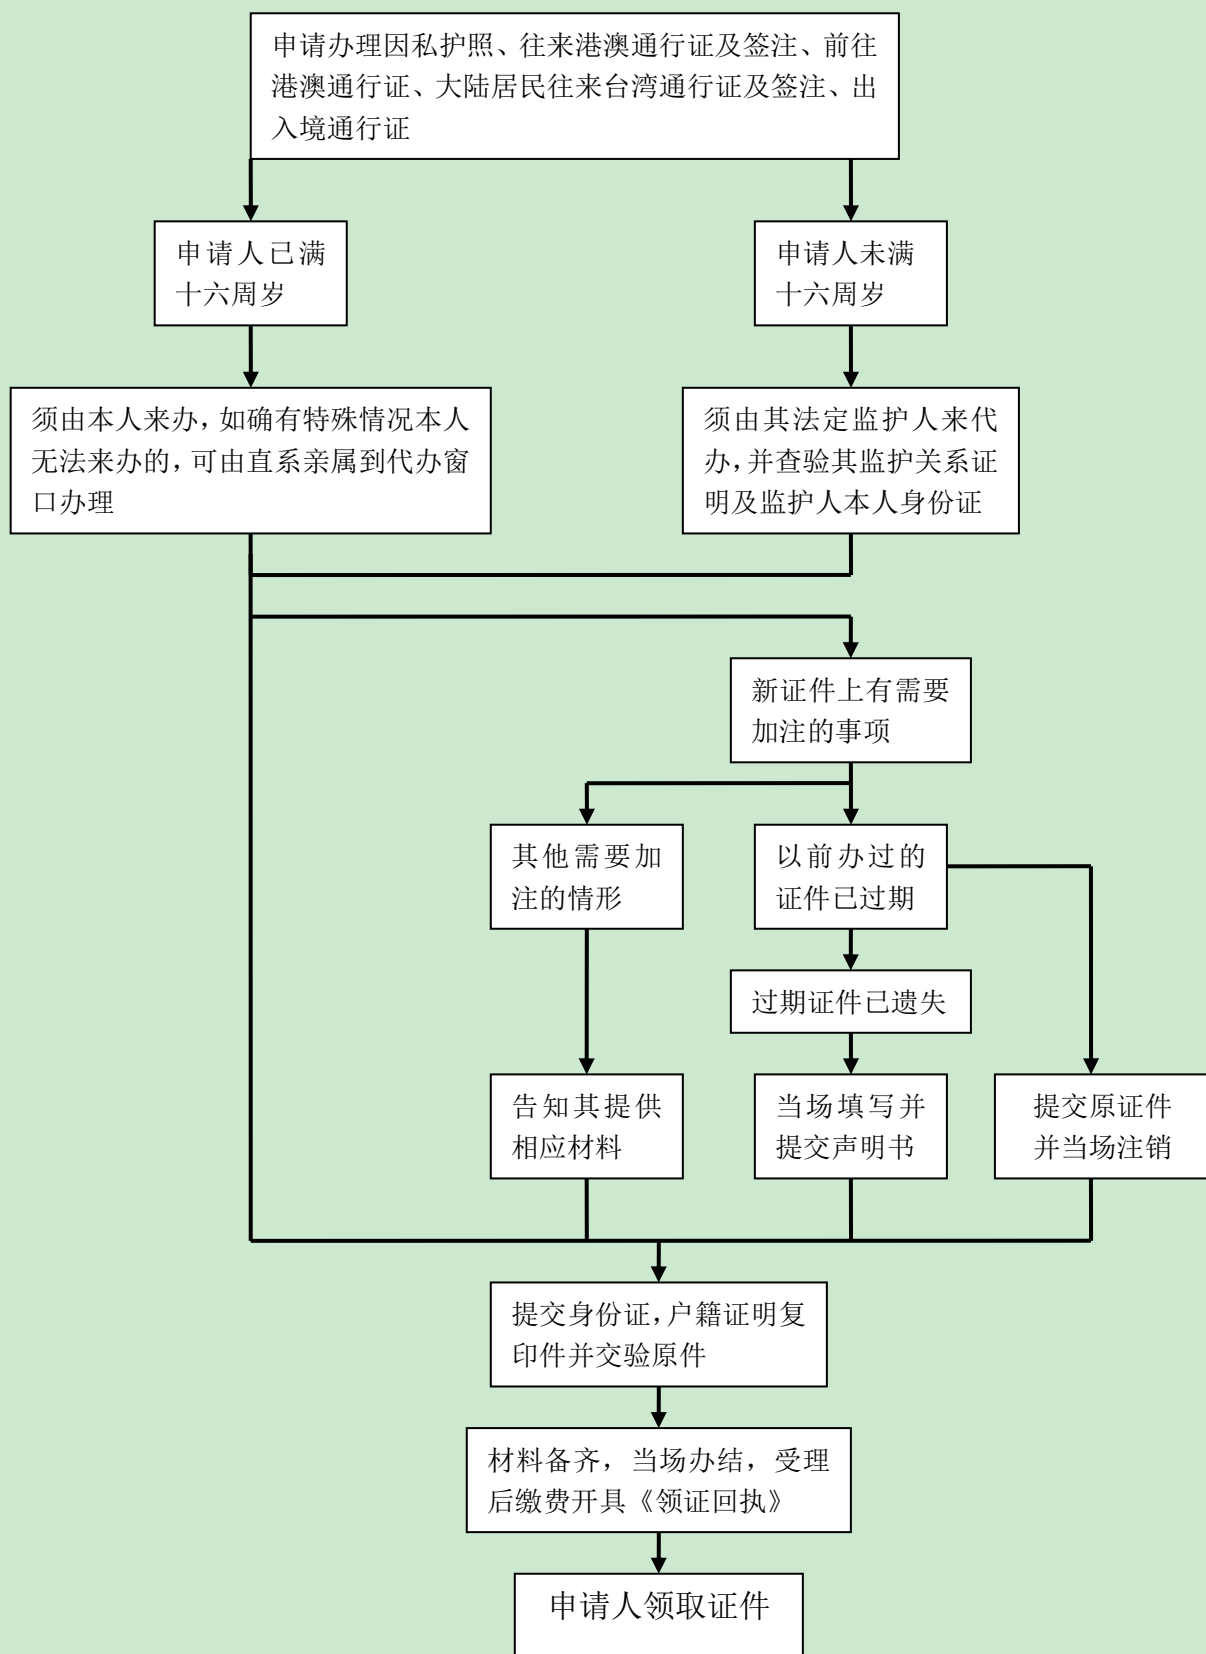 申请办理因私护照、往来港澳通行证及签注、前往
港澳通行证、大陆居民往来台湾通行证及签注、出
入境通行证
申请人已满
十六周岁
申请人未满
十六周岁
须由本人来办，如确有特殊情况本人
无法来办的，可由直系亲属到代办窗
口办理
须由其法定监护人来代
办，并查验其监护关系证
明及监护人本人身份证
新证件上有需要
加注的事项
其他需要加
注的情形
以前办过的
证件已过期
过期证件已遗失
告知其提供
相应材料
当场填写并
提交声明书
提交原证件
并当场注销
提交身份证，户籍证明复
印件并交验原件
材料备齐，当场办结，受理
后缴费开具《领证回执》
申请人领取证件